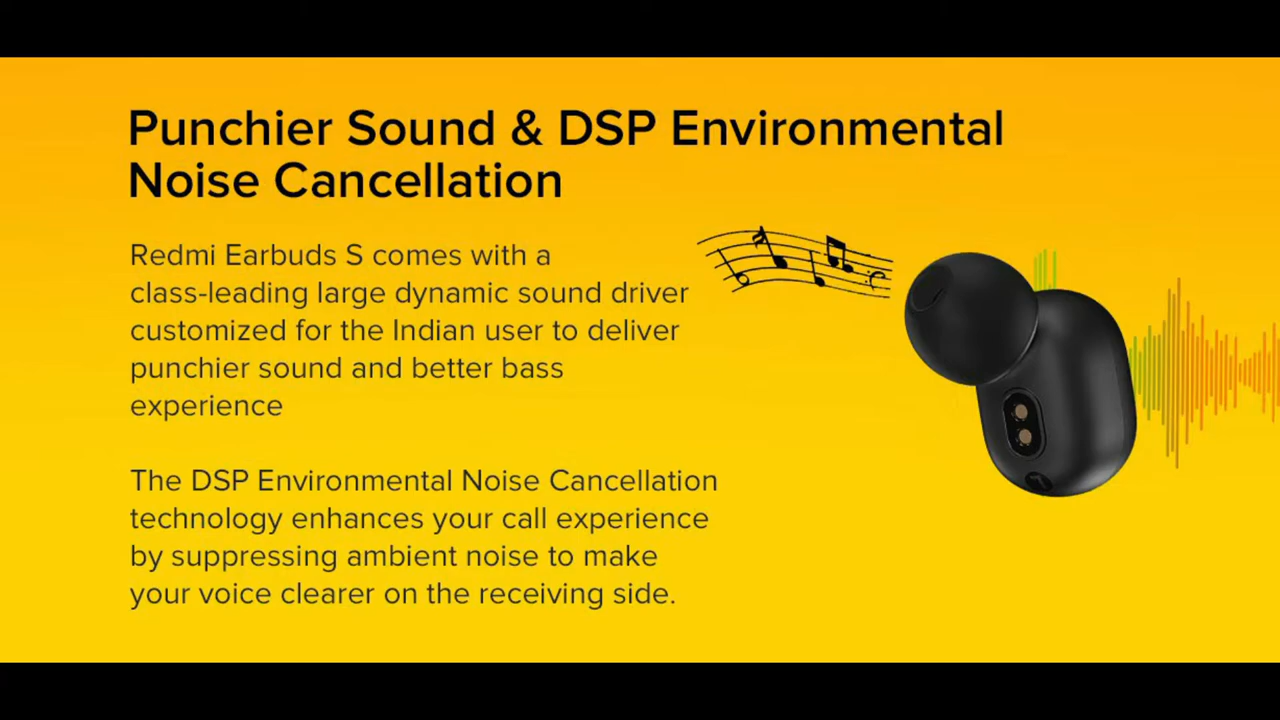 Punchier Sound & DSP Environmental
Noise Cancellation
Redmi Earbuds S comes with a
class-leading large dynamic sound driver
customized for the Indian user to deliver
punchier sound and better bass
experience
The DSP Environmental Noise Cancellation
technology enhances your call experience
by suppressing ambient noise to make
your voice clearer on the receiving side.